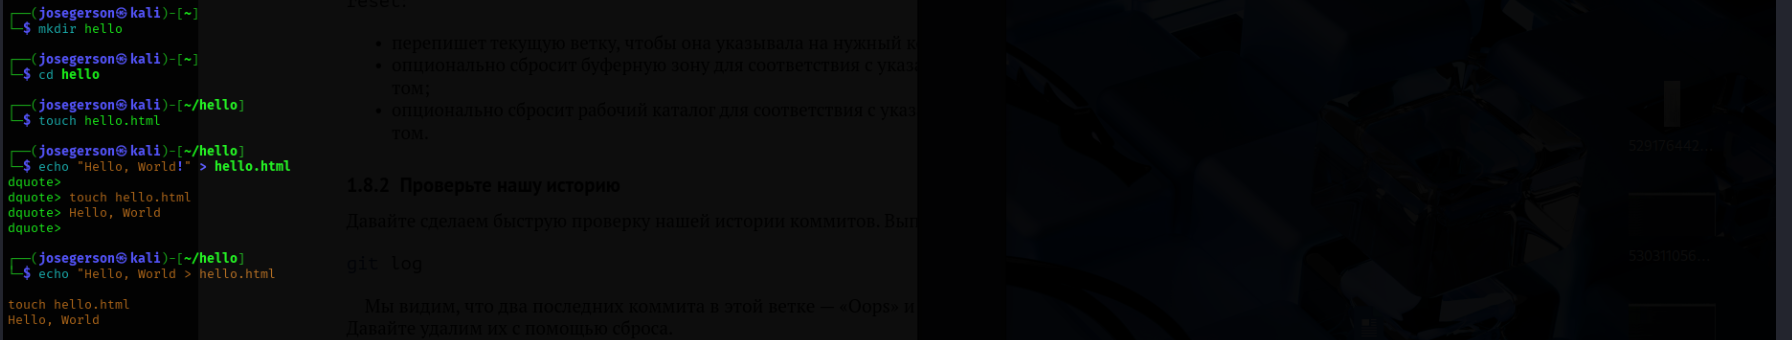 ┌──(josegerson㉿kali)-[~]
└─$ mkdir hello
┌──(josegerson㉿kali)-[~]
└─$ cd hello
┌──(josegerson㉿kali)-[~/hello]
└─$ touch hello.html
┌──(josegerson㉿kali)-[~/hello]
└─$ echo "Hello, World!" > hello.html
dquote>
dquote> touch hello.html
dquote> Hello, World
dquote>
┌──(josegerson㉿kali)-[~/hello]
└─$ echo "Hello, World > hello.html
touch hello.html
Hello, World
reset:
• перепишет текущую ветку, чтобы она указывала на нужный
• опционально сбросит буферную зону для соответствия с
том;
• опционально сбросит рабочий каталог для соответствия с
том.
1.8.2 Проверьте нашу историю
Давайте сделаем быструю проверку нашей истории коммитов.
git log
Мы видим, что два последних коммита в этой ветке — «Oops» и
Давайте удалим их с помощью сброса.
529176442...
530311056...